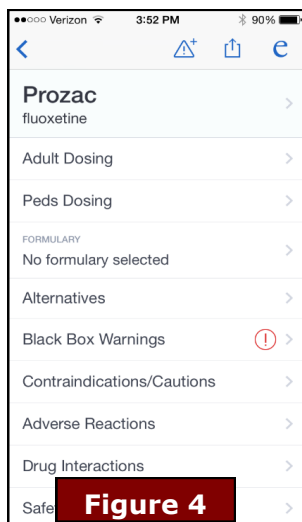 Verizon 3:52 PM 90%
e
Prozac
fluoxetine
Adult Dosing
Peds Dosing
FORMULARY
No formulary selected
Alternatives
Black Box Warnings
Contraindications/Cautions
Adverse Reactions
Drug Interactions
Safe
Figure 4